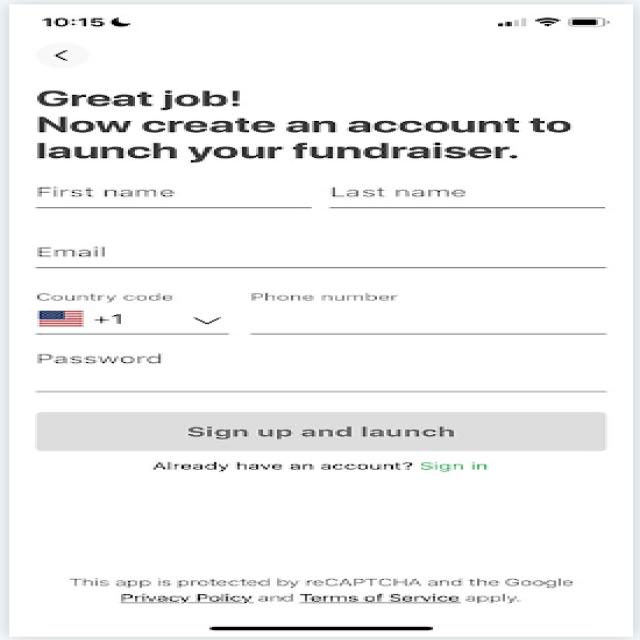 10:15
Great job!
Now create an account to
launch your fundraiser.
First name Last name
Email
Country code Phone number
+1
Password
Sign up and launch
Already have an account? Sign in
This app is protected by reCAPTCHA and the Google
Privacy Policy and Terms of Service apply.